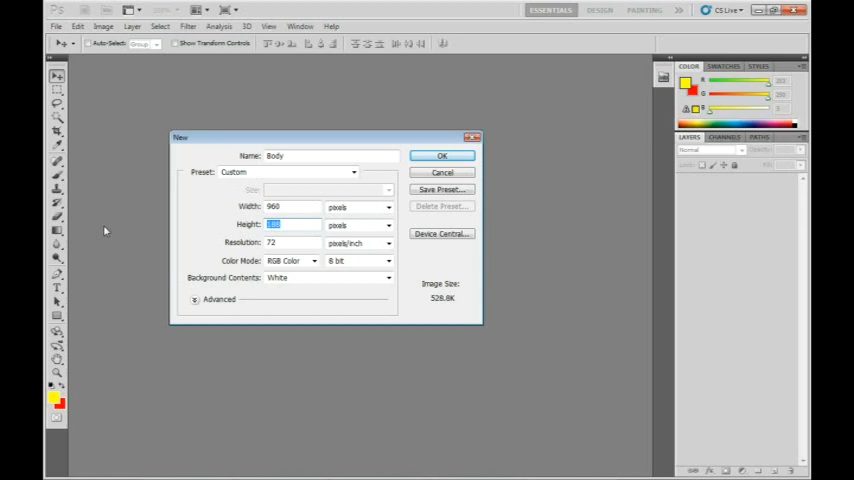 Ps
ESSENTIALS DESIGN PAINTING
CS Live
File Edit Image Layer Select Filter Analysis 3D View Window Help
Auto-Select: Group Show Transform Controls
COLOR SWATCHES STYLES
R
G
B
LAYERS CHANNELS PATHS
Normal
Lock:
New
Name: Body
Preset: Custom
Size:
Width: 960 pixels
Height: 188 pixels
Resolution: 72 pixels/inch
Color Mode: RGB Color 8 bit
Background Contents: White
Advanced
OK
Cancel
Save Preset...
Delete Preset...
Device Central...
Image Size:
528.8K